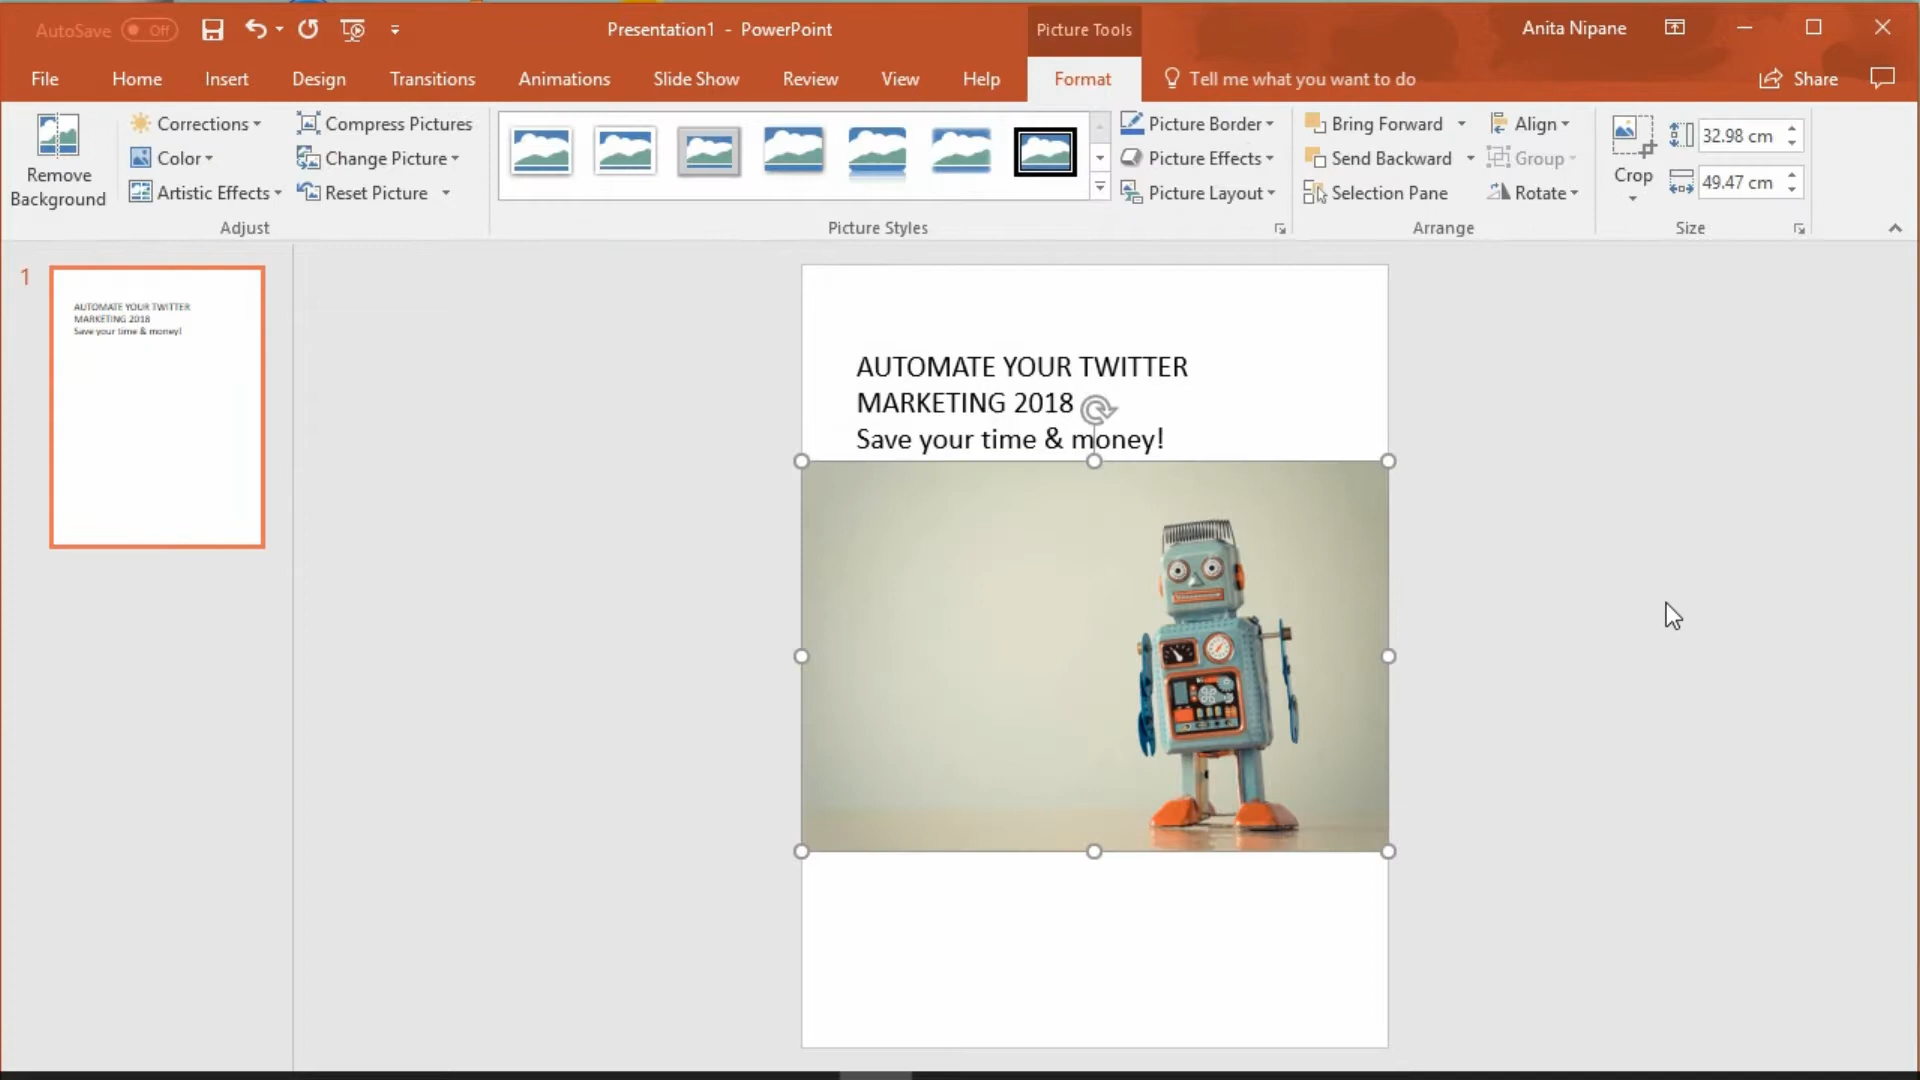 AutoSave Off
Presentation1 - PowerPoint
Picture Tools
Anita Nipane
File
Home
Insert
Design
Transitions
Animations
Slide Show
Review
View
Help
Format
Tell me what you want to do
Share
Remove
Background
Corrections
Color
Artistic Effects
Compress Pictures
Change Picture
Reset Picture
Adjust
Picture Styles
Picture Border
Picture Effects
Picture Layout
Bring Forward
Send Backward
Selection Pane
Align
Group
Rotate
Arrange
Crop
32.98 cm
49.47 cm
Size
1
AUTOMATE YOUR TWITTER
MARKETING 2018
Save your time & money!
AUTOMATE YOUR TWITTER
MARKETING 2018
Save your time & money!